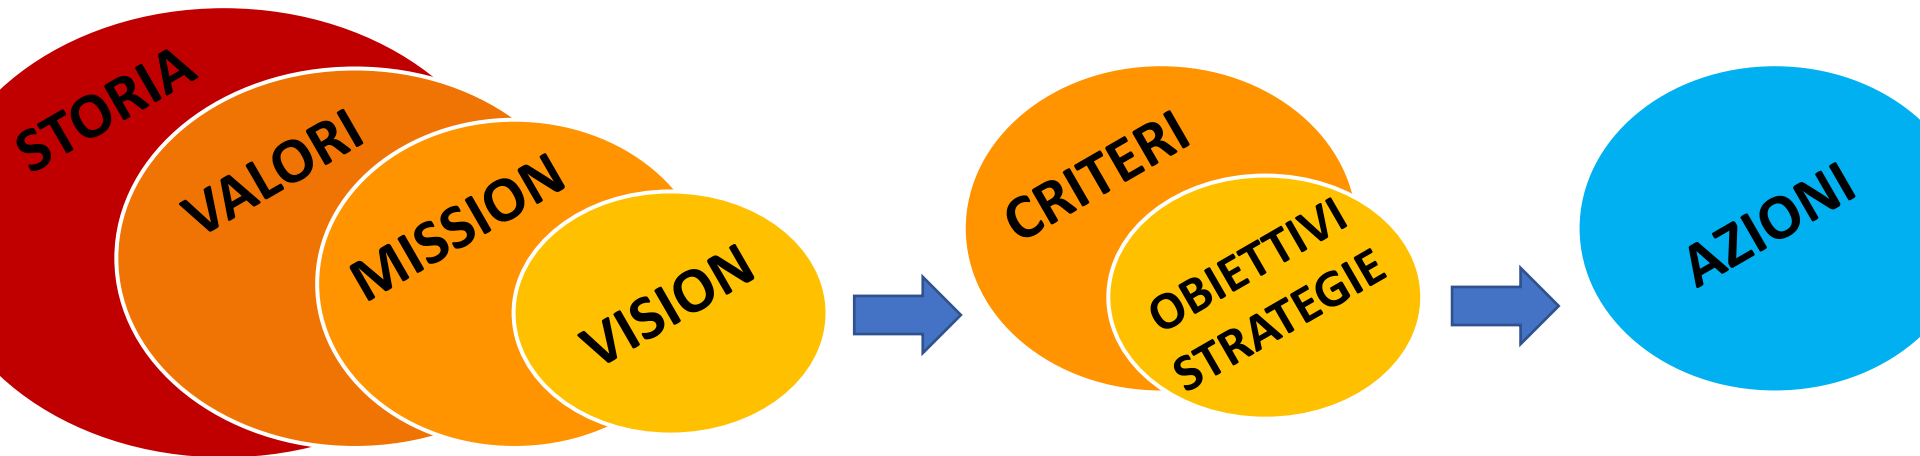 STORIA
VALORI
MISSION
VISION
CRITERI
OBIETTIVI
STRATEGIE
AZIONI